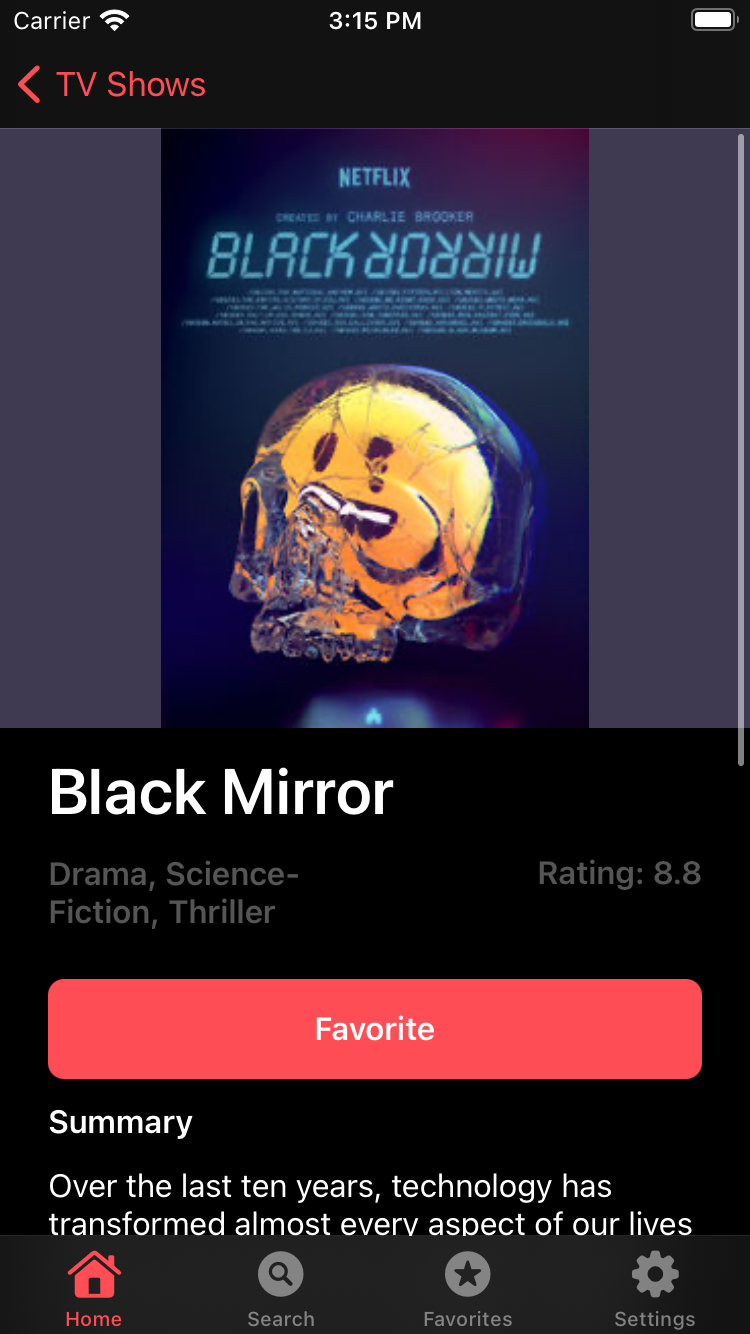 Carrier
3:15 PM
TV Shows
NETFLIX
CREATED BY CHARLIE BROOKER
BLACK MIRROR
Black Mirror
Drama, Science-
Fiction, Thriller
Rating: 8.8
Favorite
Summary
Over the last ten years, technology has
transformed almost every aspect of our lives
Home
Search
Favorites
Settings